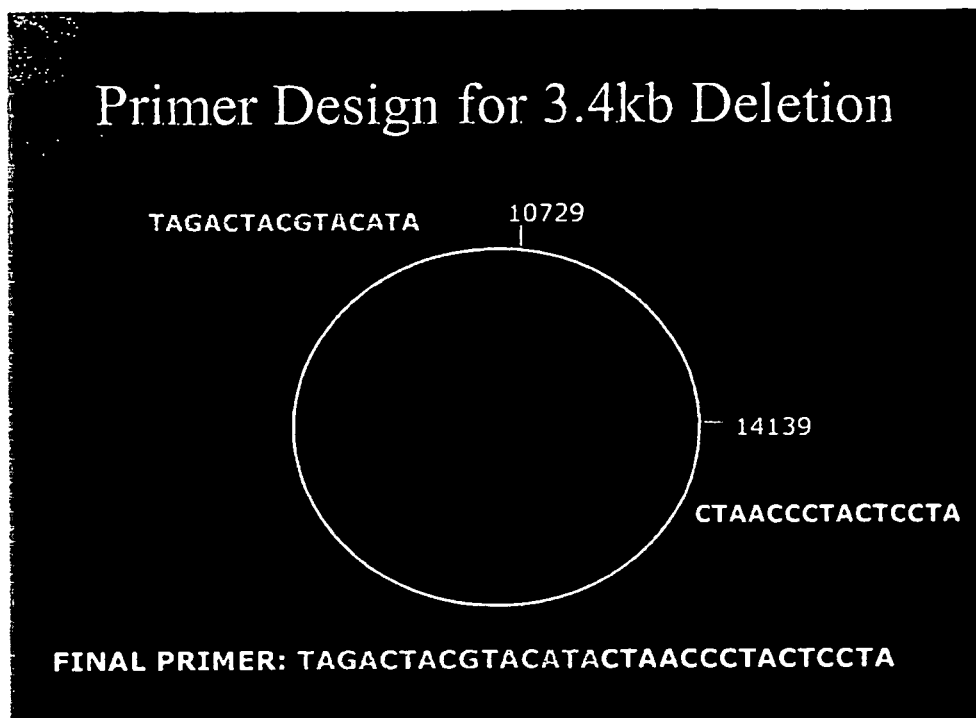 Primer Design for 3.4kb Deletion
TAGACTACGTACATA
10729
14139
CTAACCCTACTCCTA
FINAL PRIMER: TAGACTACGTACATACTAACCCTACTCCTA